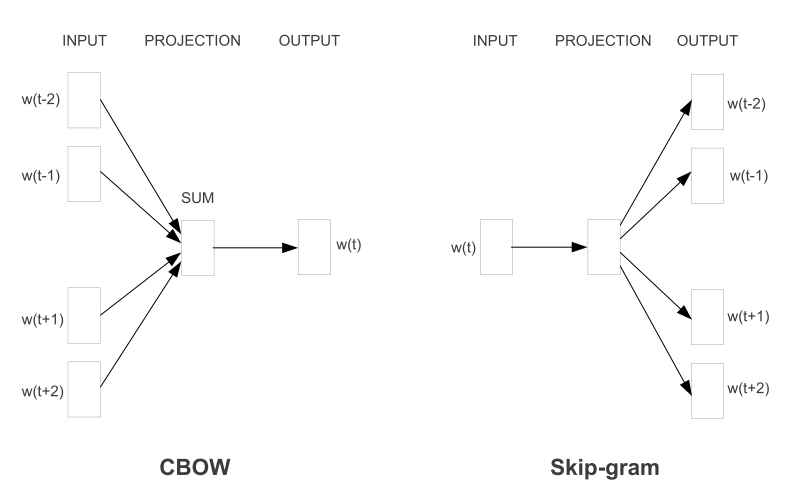 INPUT PROJECTION OUTPUT
w(t-2)
w(t-1)
SUM
w(t)
w(t+1)
w(t+2)
CBOW
INPUT PROJECTION OUTPUT
w(t-2)
w(t-1)
w(t)
w(t+1)
w(t+2)
Skip-gram